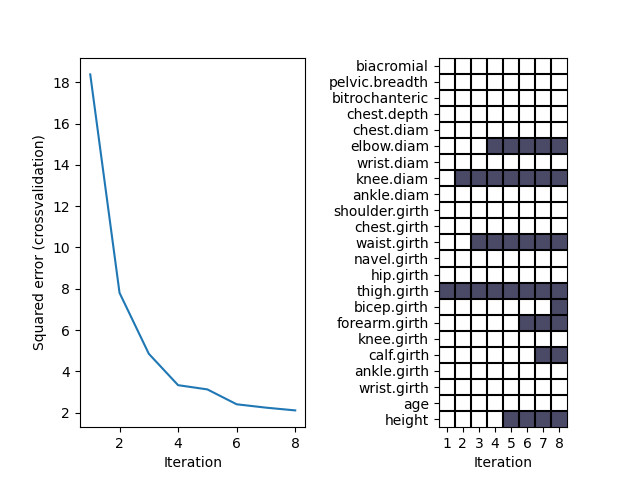 Squared error (crossvalidation)
18
16
14
12
10
8
6
4
2
2 4 6 8
Iteration
biacromial
pelvic.breadth
bitrochanteric
chest.depth
chest.diam
elbow.diam
wrist.diam
knee.diam
ankle.diam
shoulder.girth
chest.girth
waist.girth
navel.girth
hip.girth
thigh.girth
bicep.girth
forearm.girth
knee.girth
calf.girth
ankle.girth
wrist.girth
age
height
1 2 3 4 5 6 7 8
Iteration